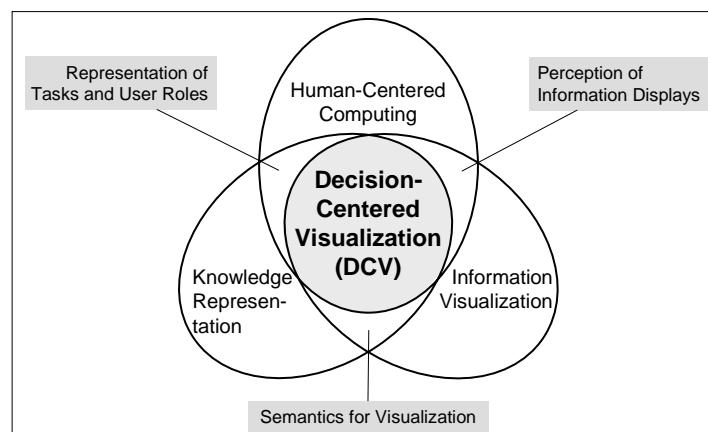 Representation of
Tasks and User Roles
Human-Centered
Computing
Perception of
Information Displays
Decision-
Centered
Visualization
(DCV)
Knowledge
Represen-
tation
Information
Visualization
Semantics for Visualization